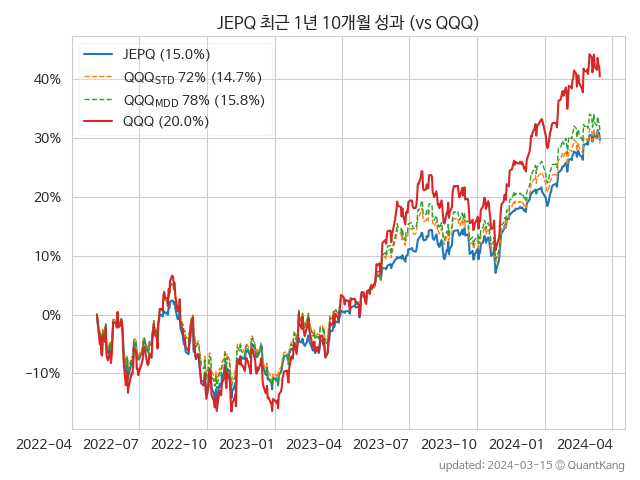 JEPQ 최근 1년 10개월 성과 (vs QQQ)
JEPQ (15.0%)
QQQSTD 72% (14.7%)
QQQMDD 78% (15.8%)
QQQ (20.0%)
40%
30%
20%
10%
0%
−10%
2022−04 2022−07 2022−10 2023−01 2023−04 2023−07 2023−10 2024−01 2024−04
updated: 2024−03−15 ⓒ QuantKang